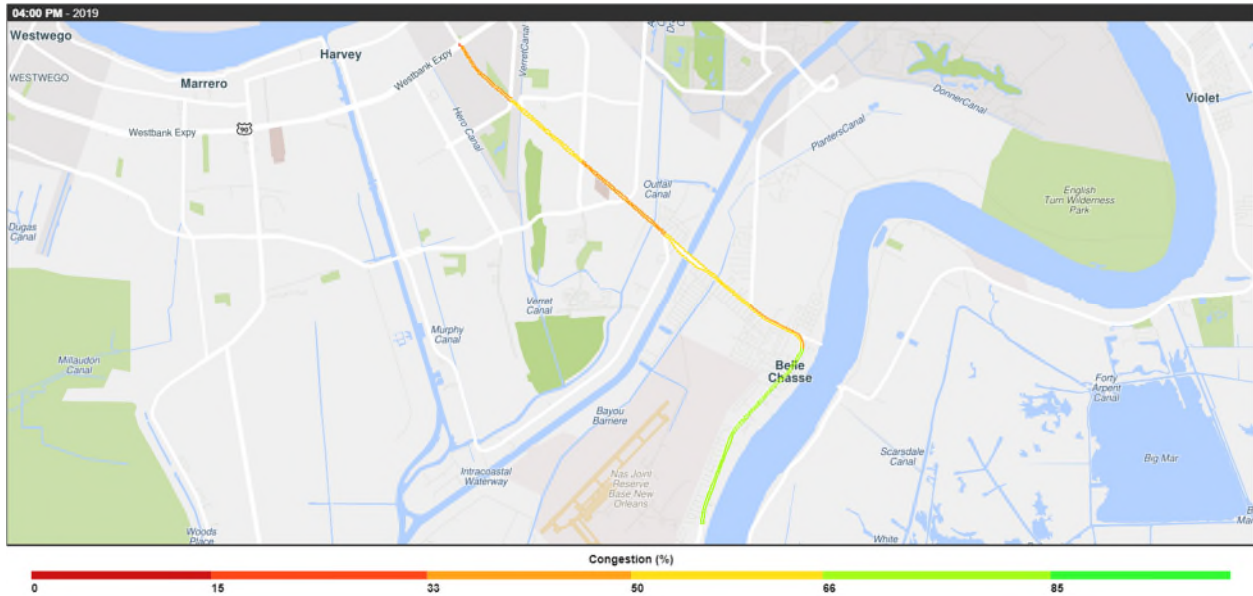 04:00 PM - 2019
Westwego
WESTWEGO
Harvey
Marrero
Westbank Expy
VerretCanal
Westbank Expy
90
Hero Canal
DonnerCanal
Violet
PlantersCanal
Outfall
Canal
English
Turn Wilderness
Park
Dugas
Canal
Verret
Canal
Murphy
Canal
Millaudon
Canal
Belle
Chasse
Forty
Arpent
Canal
Bayou
Barriere
Scarsdale
Canal
Big Mar
Intracoastal
Waterway
Nas Joint
Reserve
Base New
Orleans
Woods
Place
White
Congestion (%)
0 15 33 50 66 85